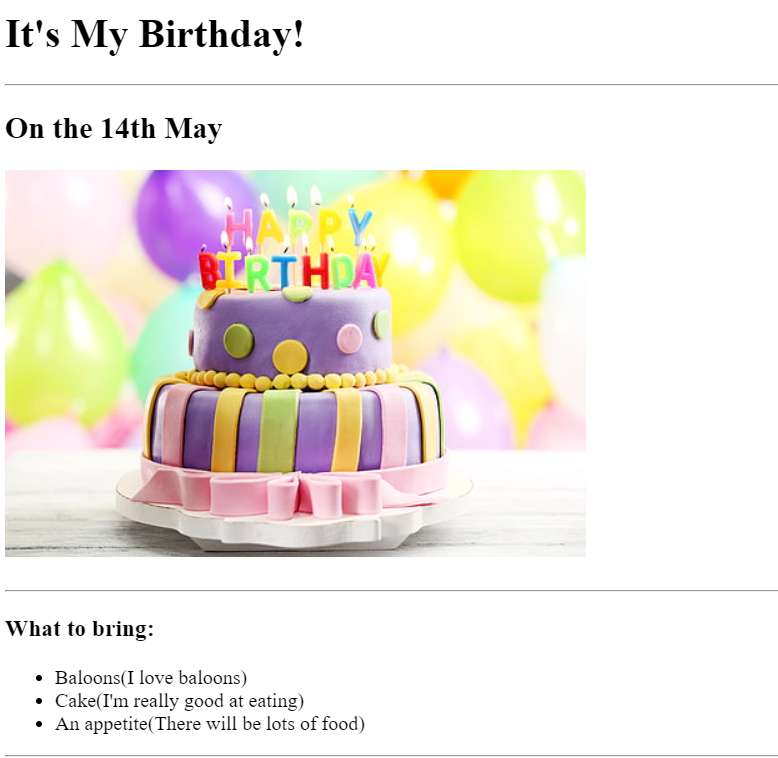 It's My Birthday!
On the 14th May
HAPPY
BIRTHDAY
What to bring:
Baloons(I love baloons)
Cake(I'm really good at eating)
An appetite(There will be lots of food)